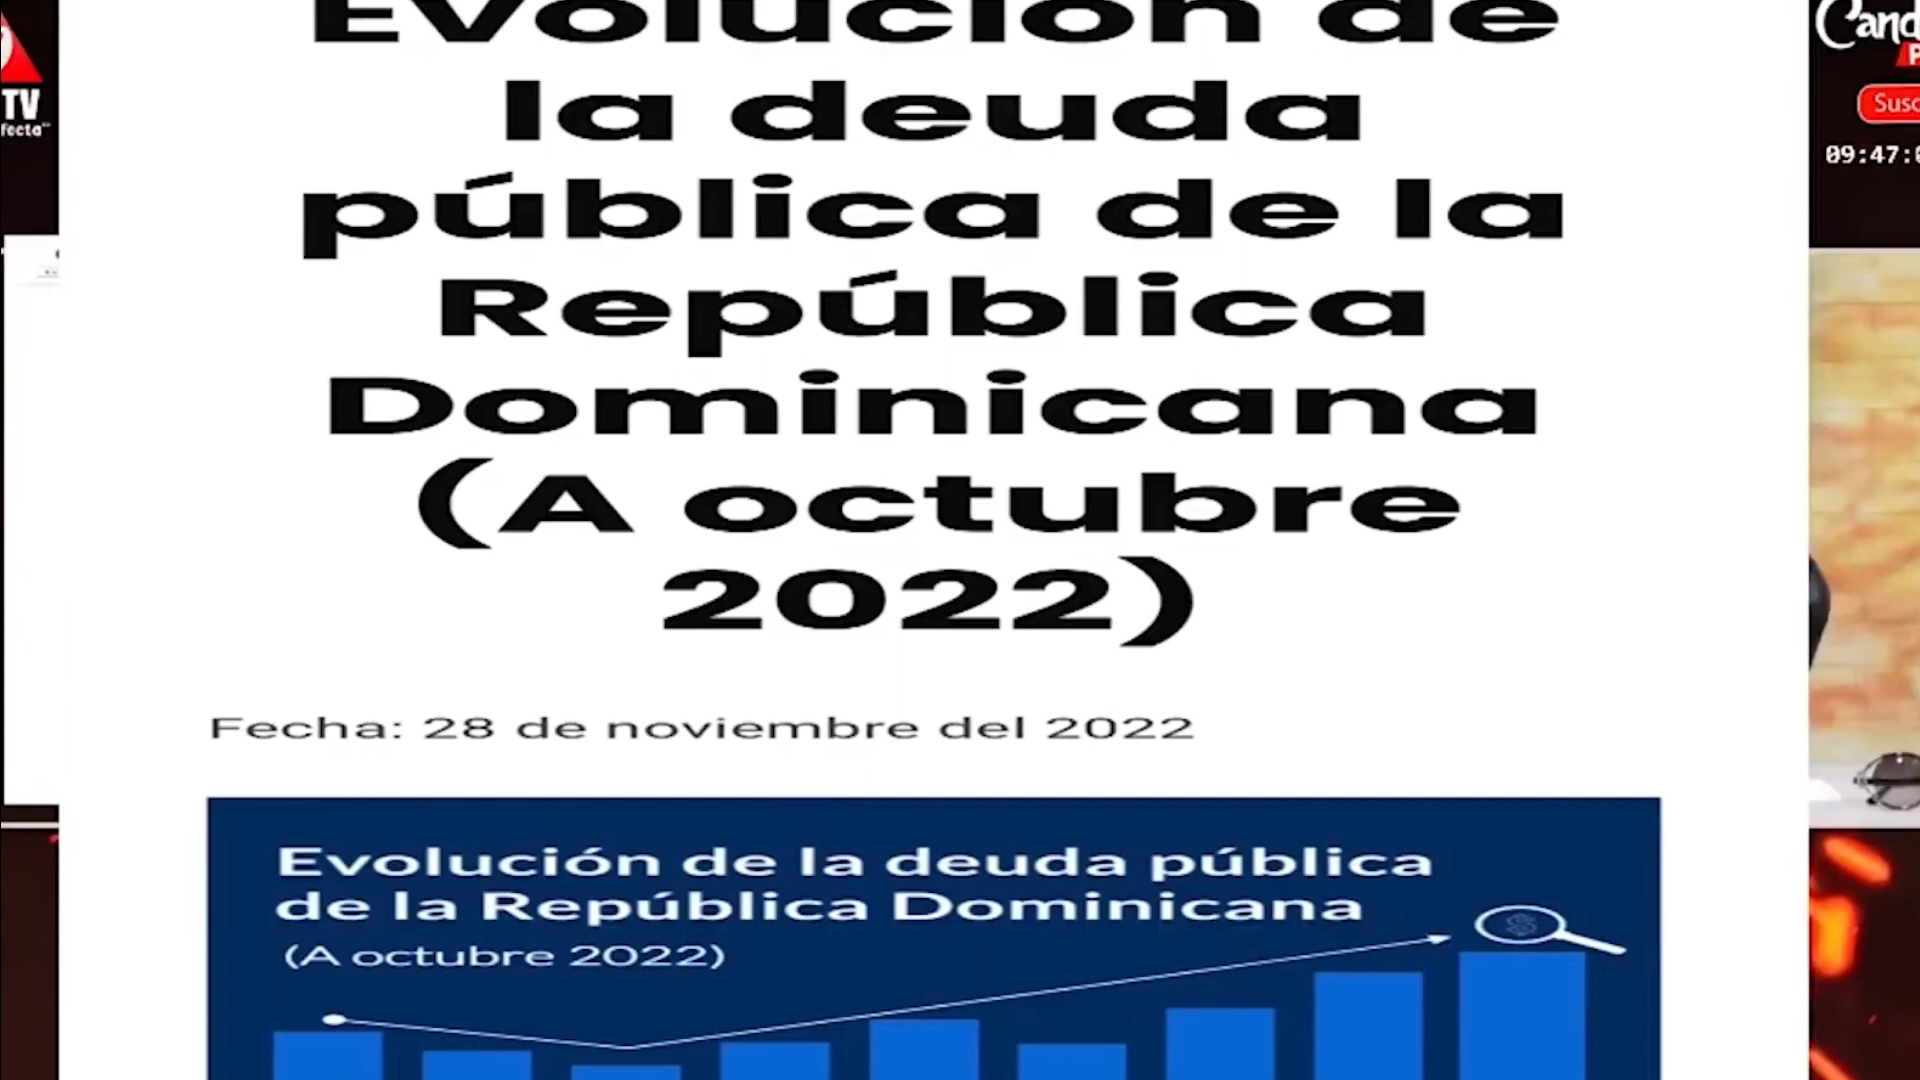 Evolución de
la deuda
pública de la
República
Dominicana
(A octubre
2022)
Fecha: 28 de noviembre del 2022
Evolución de la deuda pública
de la República Dominicana
(A octubre 2022)
$
TV
09:47: